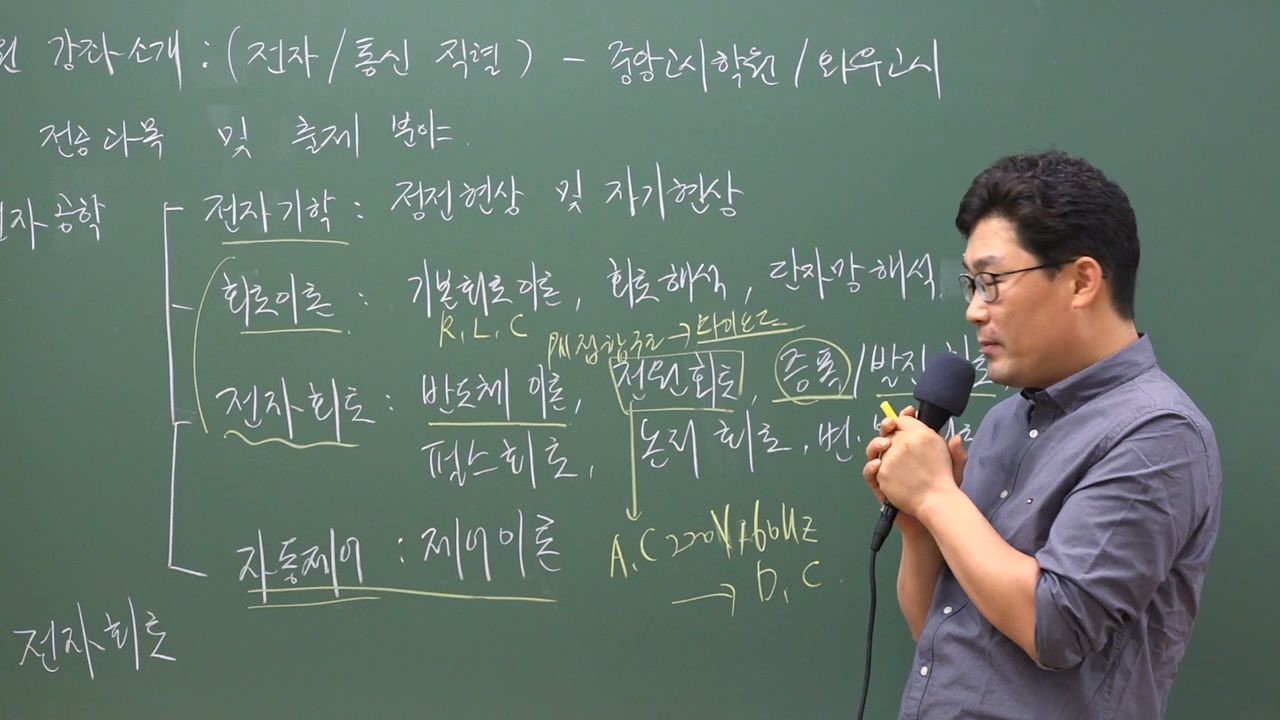 강좌소개 : (전자/통신 직렬) - 중앙고시학원/와우고시
전공과목 및 출제 분야.
전자공학
전자기학 : 정전현상 및 자기현상
회로이론 : 기본회로이론, 회로해석, 단자망해석,
R, L, C
PN접합구조 → 다이오드
전자회로 : 반도체 이론, 전원회로, 증폭/발진회로
펄스회로, 논리회로, 변·
A,C 220V, 60Hz
→ D, C
자동제어 : 제어이론
전자회로